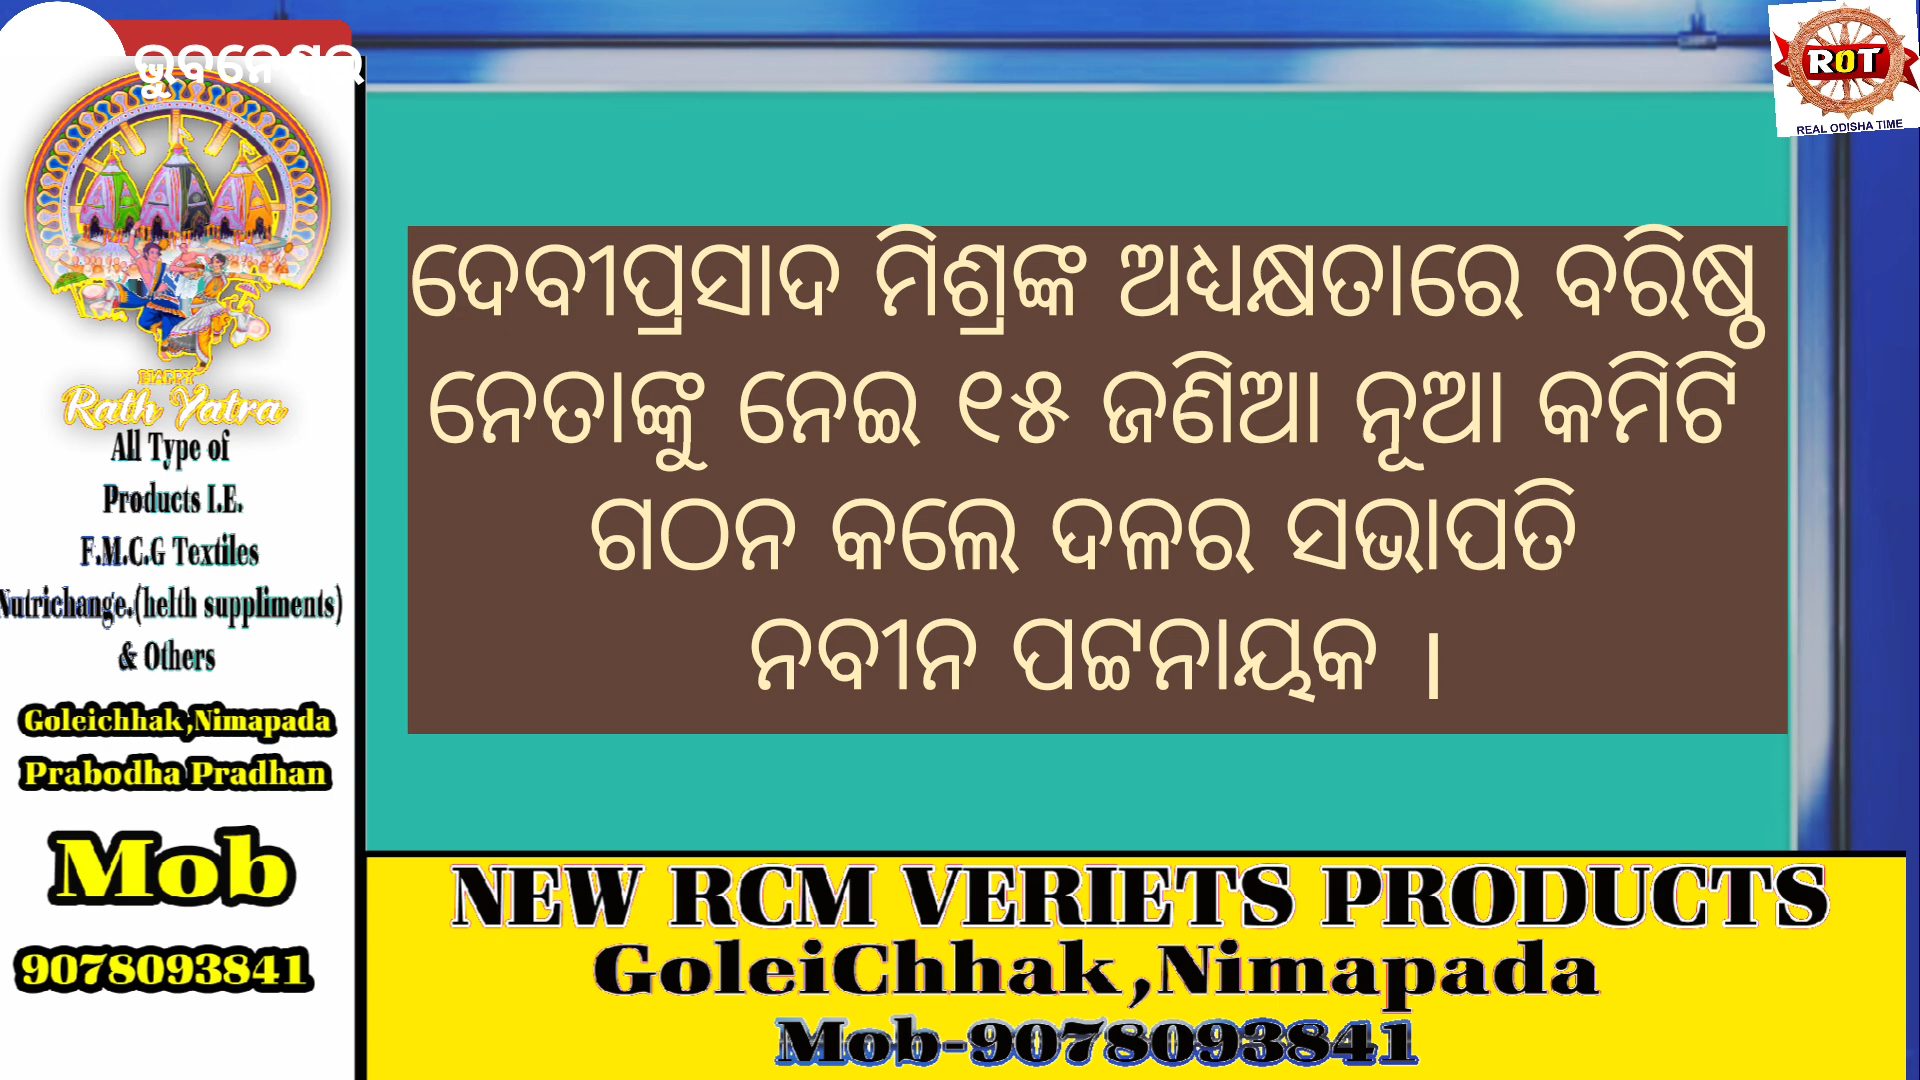 ଭୁବନେଶ୍ୱର
ROT
REAL ODISHA TIME
ଦେବୀପ୍ରସାଦ ମିଶ୍ରଙ୍କ ଅଧ୍ୟକ୍ଷତାରେ ବରିଷ୍ଠ
ନେତାଙ୍କୁ ନେଇ ୧୫ ଜଣିଆ ନୂଆ କମିଟି
ଗଠନ କଲେ ଦଳର ସଭାପତି
ନବୀନ ପଟ୍ଟନାୟକ ।
HAPPY
Rath Yatra
All Type of
Products I.E.
F.M.C.G Textiles
Nutrichange.(helth suppliments)
& Others
Goleichhak,Nimapada
Prabodha Pradhan
Mob
9078093841
NEW RCM VERIETS PRODUCTS
GoleiChhak,Nimapada
Mob-9078093841